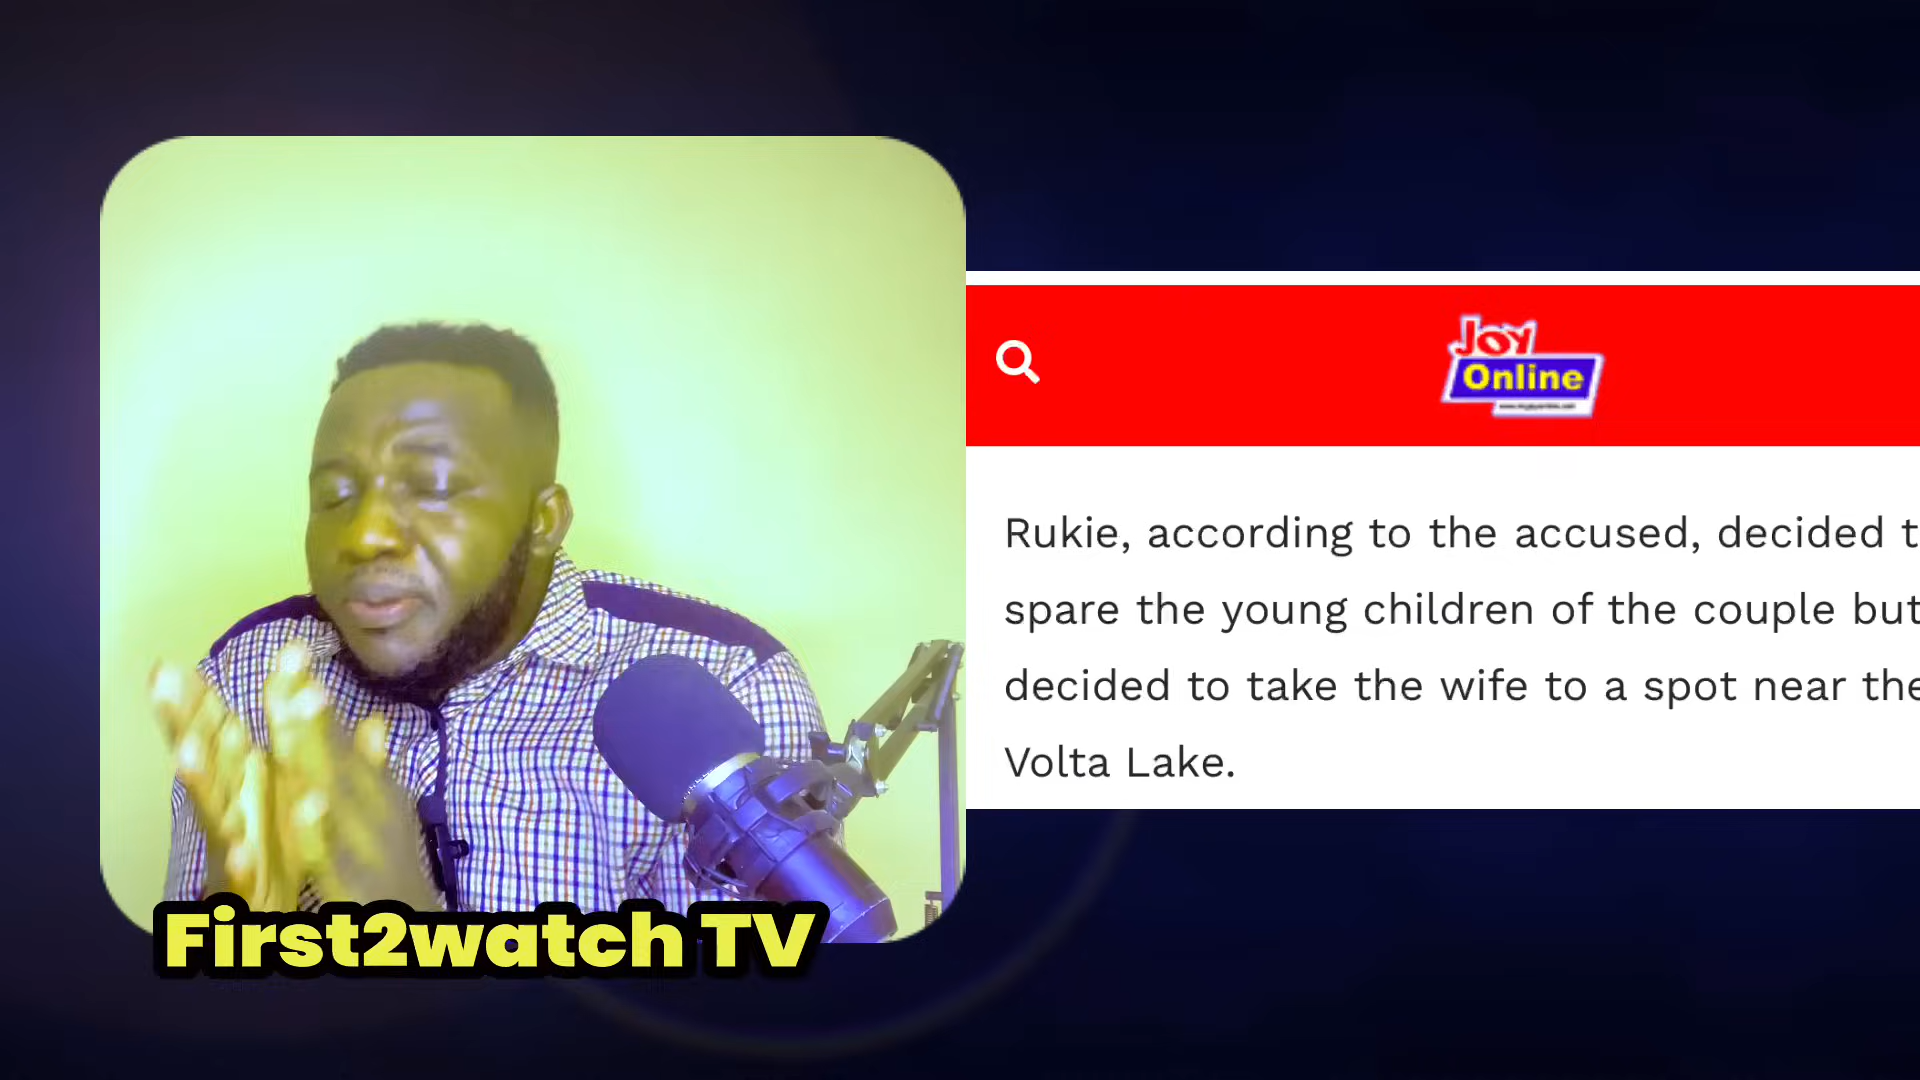 Joy
Online
Rukie, according to the accused, decided t
spare the young children of the couple but
decided to take the wife to a spot near the
Volta Lake.
First2watch TV